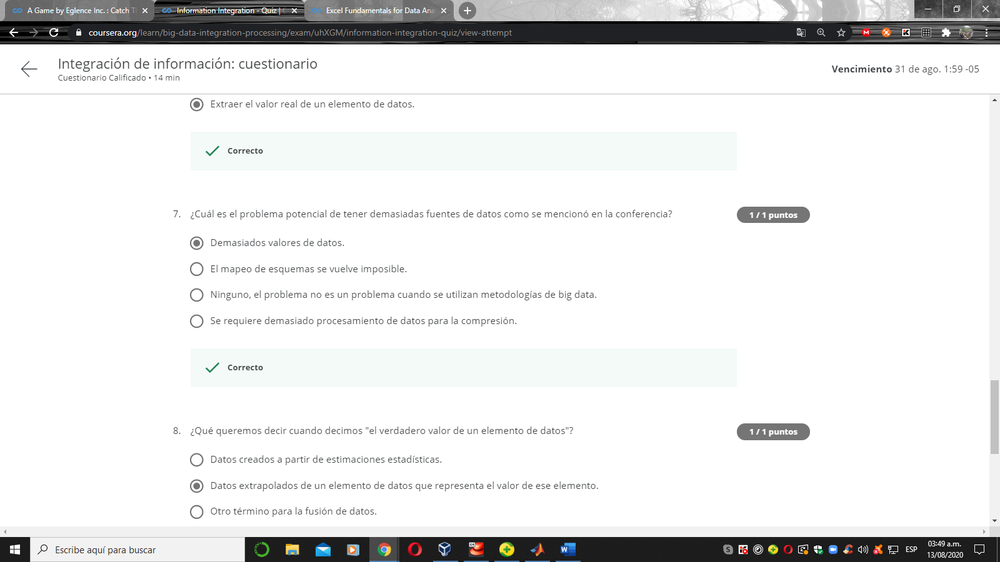 A Game by Eglence Inc. : Catch T
Information Integration - Quiz |
Excel Fundamentals for Data Ana
coursera.org/learn/big-data-integration-processing/exam/uhXGM/information-integration-quiz/view-attempt
Integración de información: cuestionario
Cuestionario Calificado • 14 min
Vencimiento 31 de ago. 1:59 -05
Extraer el valor real de un elemento de datos.
Correcto
7. ¿Cuál es el problema potencial de tener demasiadas fuentes de datos como se mencionó en la conferencia?
1 / 1 puntos
Demasiados valores de datos.
El mapeo de esquemas se vuelve imposible.
Ninguno, el problema no es un problema cuando se utilizan metodologías de big data.
Se requiere demasiado procesamiento de datos para la compresión.
Correcto
8. ¿Qué queremos decir cuando decimos "el verdadero valor de un elemento de datos"?
1 / 1 puntos
Datos creados a partir de estimaciones estadísticas.
Datos extrapolados de un elemento de datos que representa el valor de ese elemento.
Otro término para la fusión de datos.
Escribe aquí para buscar
ESP
03:49 a.m.
13/08/2020